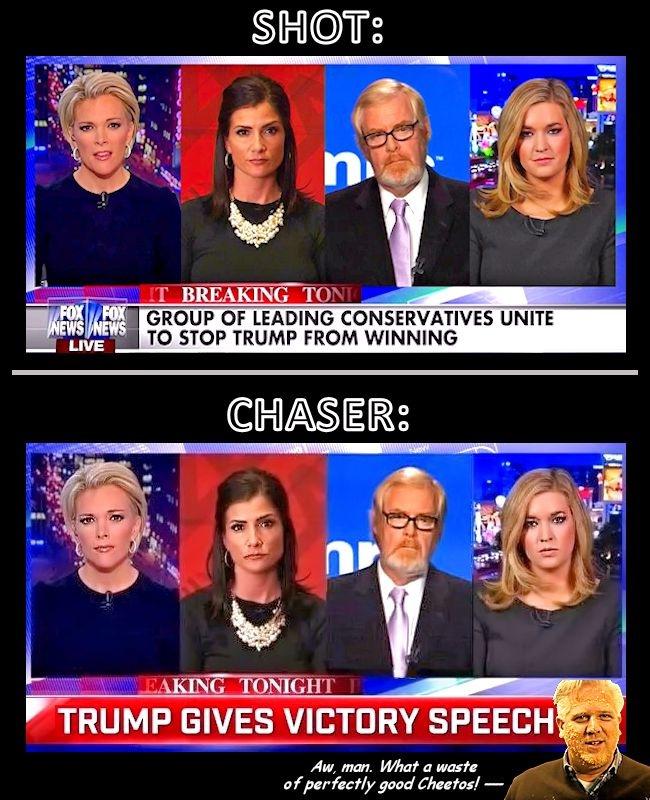 SHOT:
IT BREAKING TONI
FOX NEWS FOX NEWS
LIVE
GROUP OF LEADING CONSERVATIVES UNITE
TO STOP TRUMP FROM WINNING
CHASER:
EAKING TONIGHT
TRUMP GIVES VICTORY SPEECH
Aw, man. What a waste
of perfectly good Cheetos! —